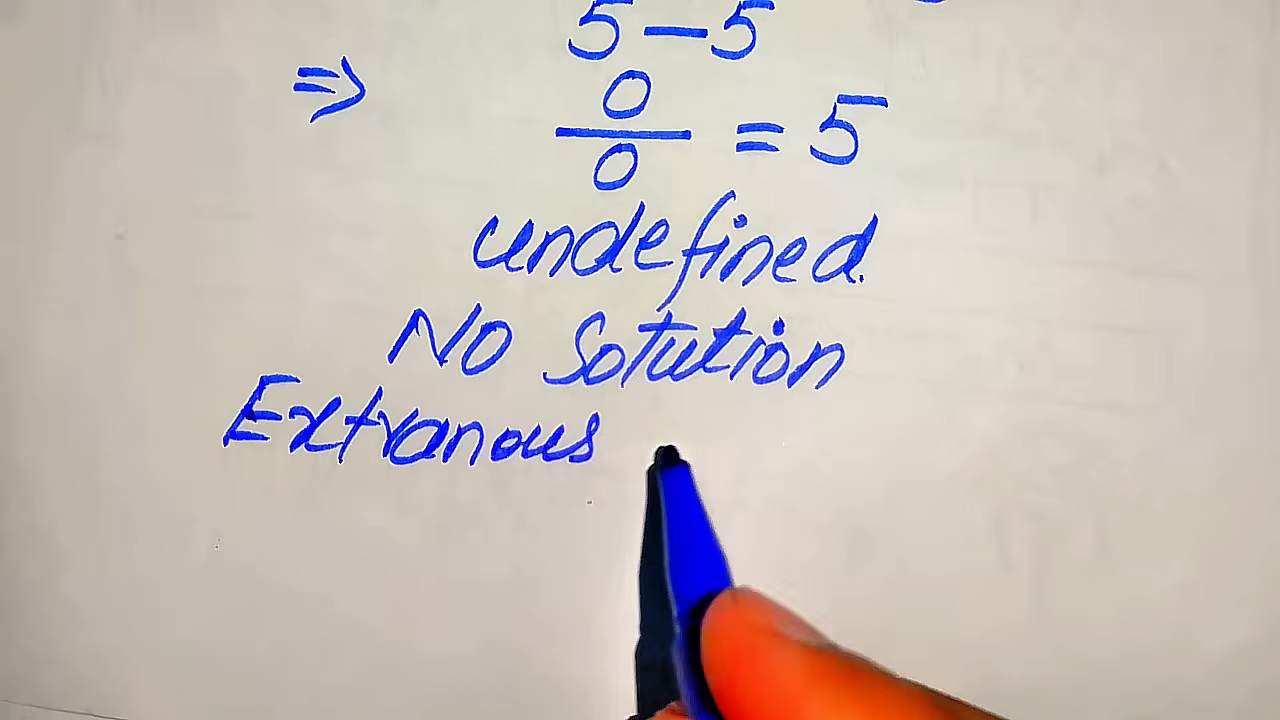 5-5
⇒ 0/0 = 5
undefined.
No Solution
Extranous